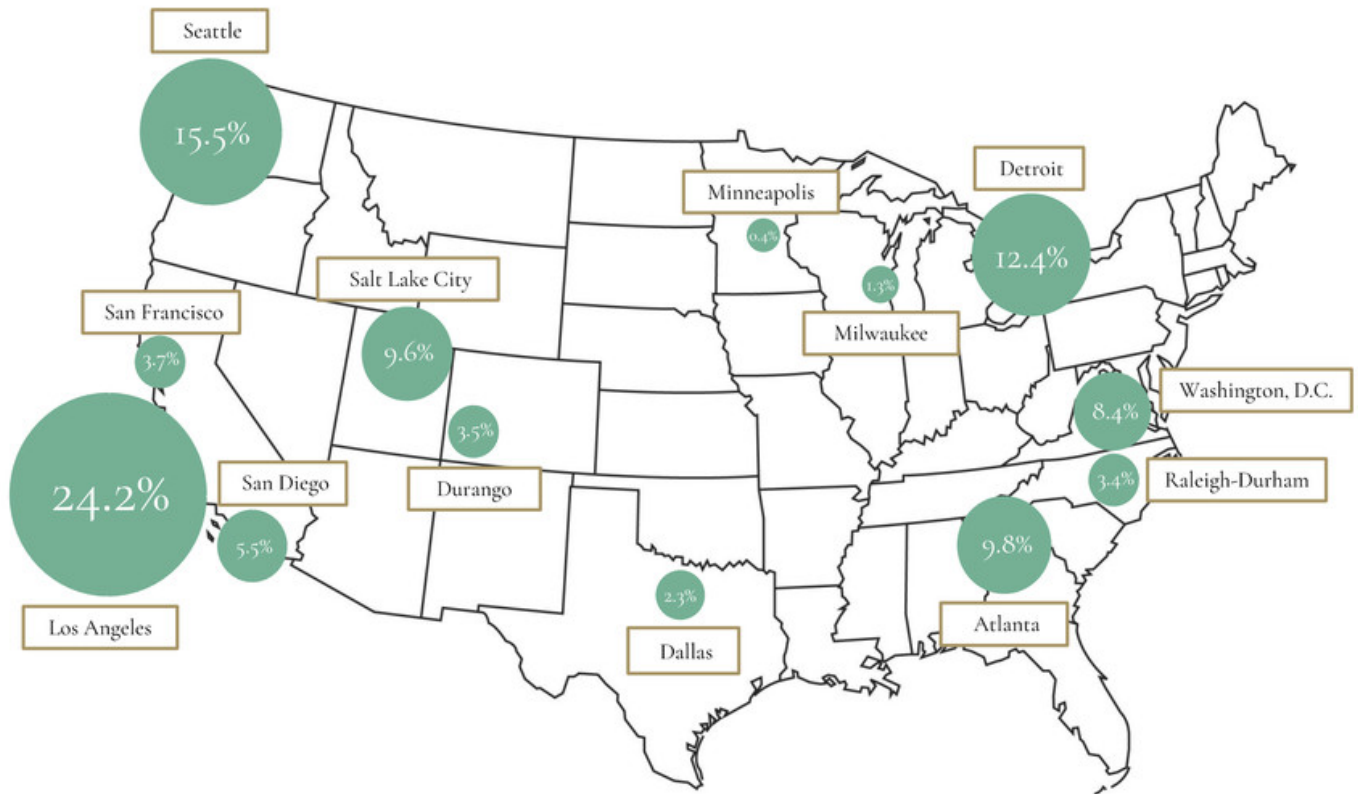 Seattle
15.5%
Detroit
12.4%
Minneapolis
0.4%
Salt Lake City
9.6%
1.3%
Milwaukee
San Francisco
3.7%
Washington, D.C.
8.4%
24.2%
Los Angeles
San Diego
5.5%
3.5%
Durango
3.4%
Raleigh-Durham
9.8%
Atlanta
2.3%
Dallas